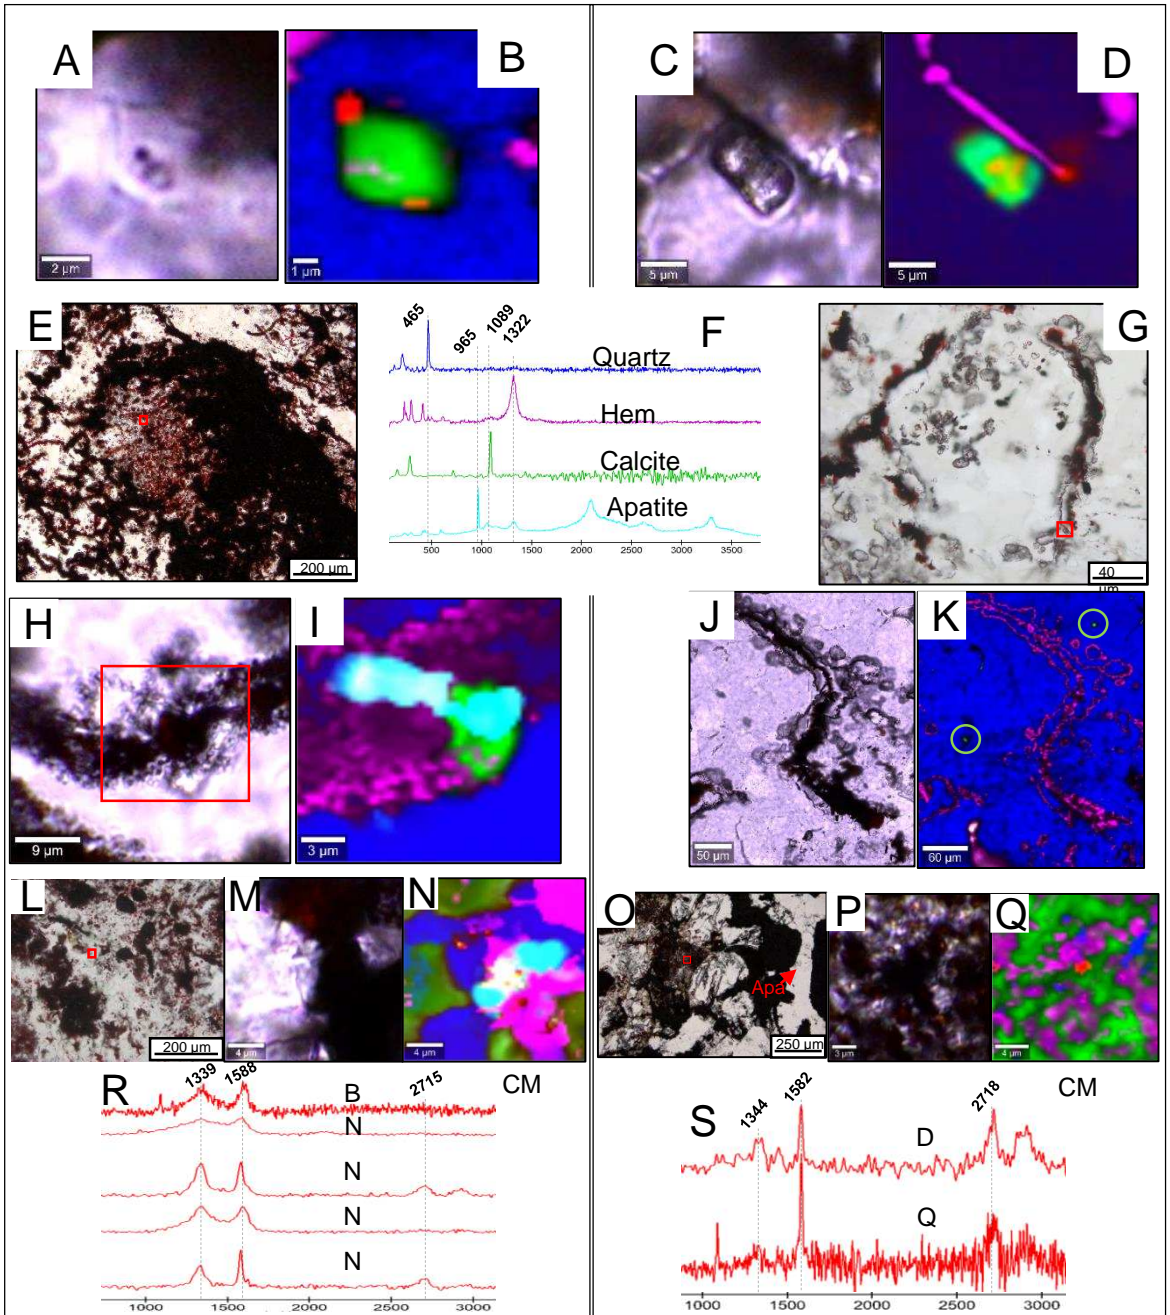 A
B
C
D
2 µm
1 µm
5 µm
5 µm
E
200 µm
465
965
1089
1322
F
Quartz
Hem
Calcite
Apatite
500
1000
1500
2000
2500
3000
3500
G
40
µm
H
9 µm
I
3 µm
J
50 µm
K
60 µm
L
200 µm
M
4 µm
N
4 µm
O
Apa
250 µm
P
3 µm
Q
4 µm
R
1339
1588
2715
CM
B
N
N
N
N
1000
1500
2000
2500
3000
S
1344
1582
2718
CM
D
Q
1000
1500
2000
2500
3000